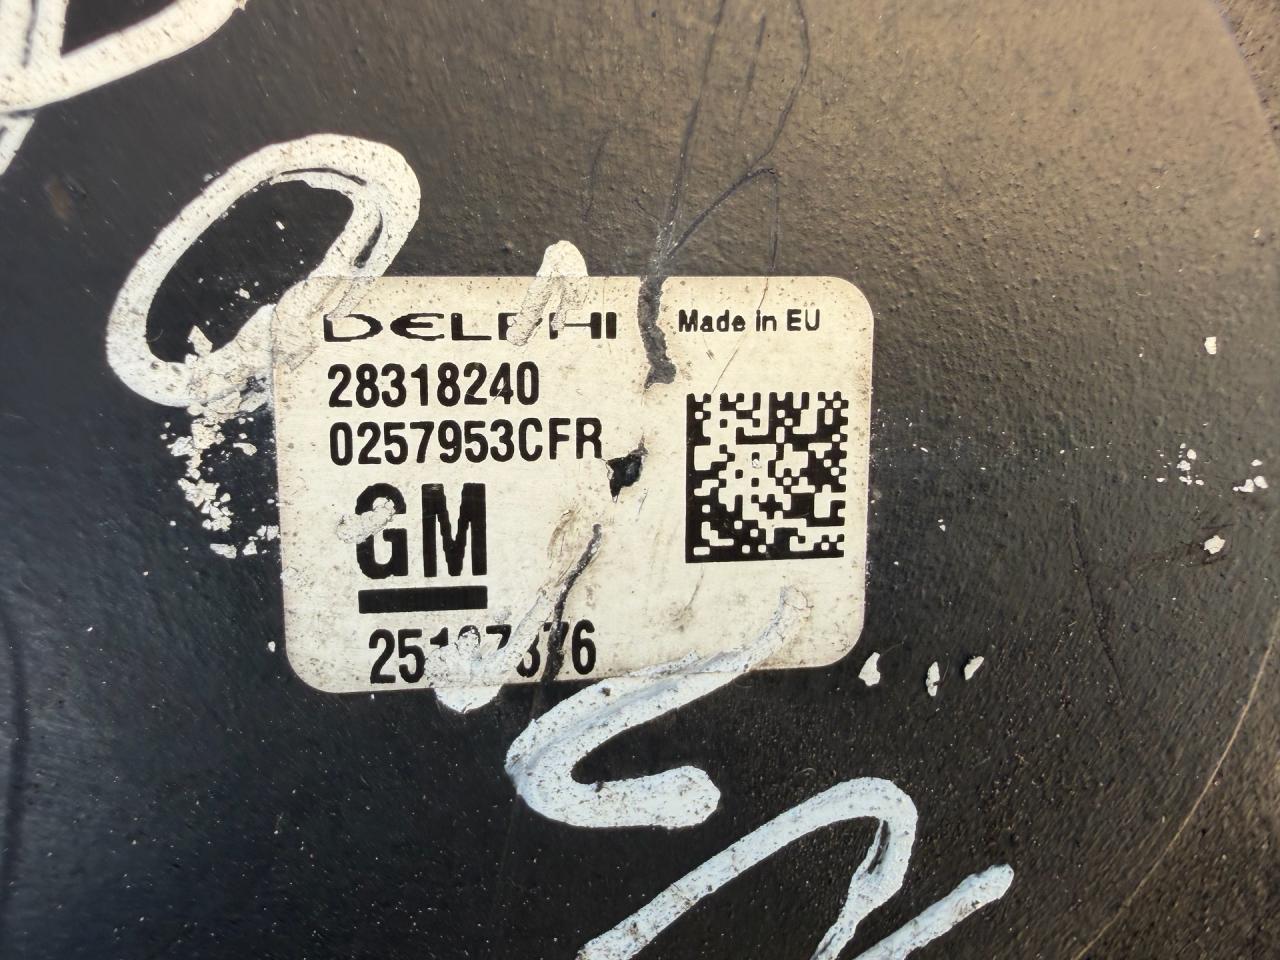 DELPHI Made in EU
28318240
0257953CFR
GM